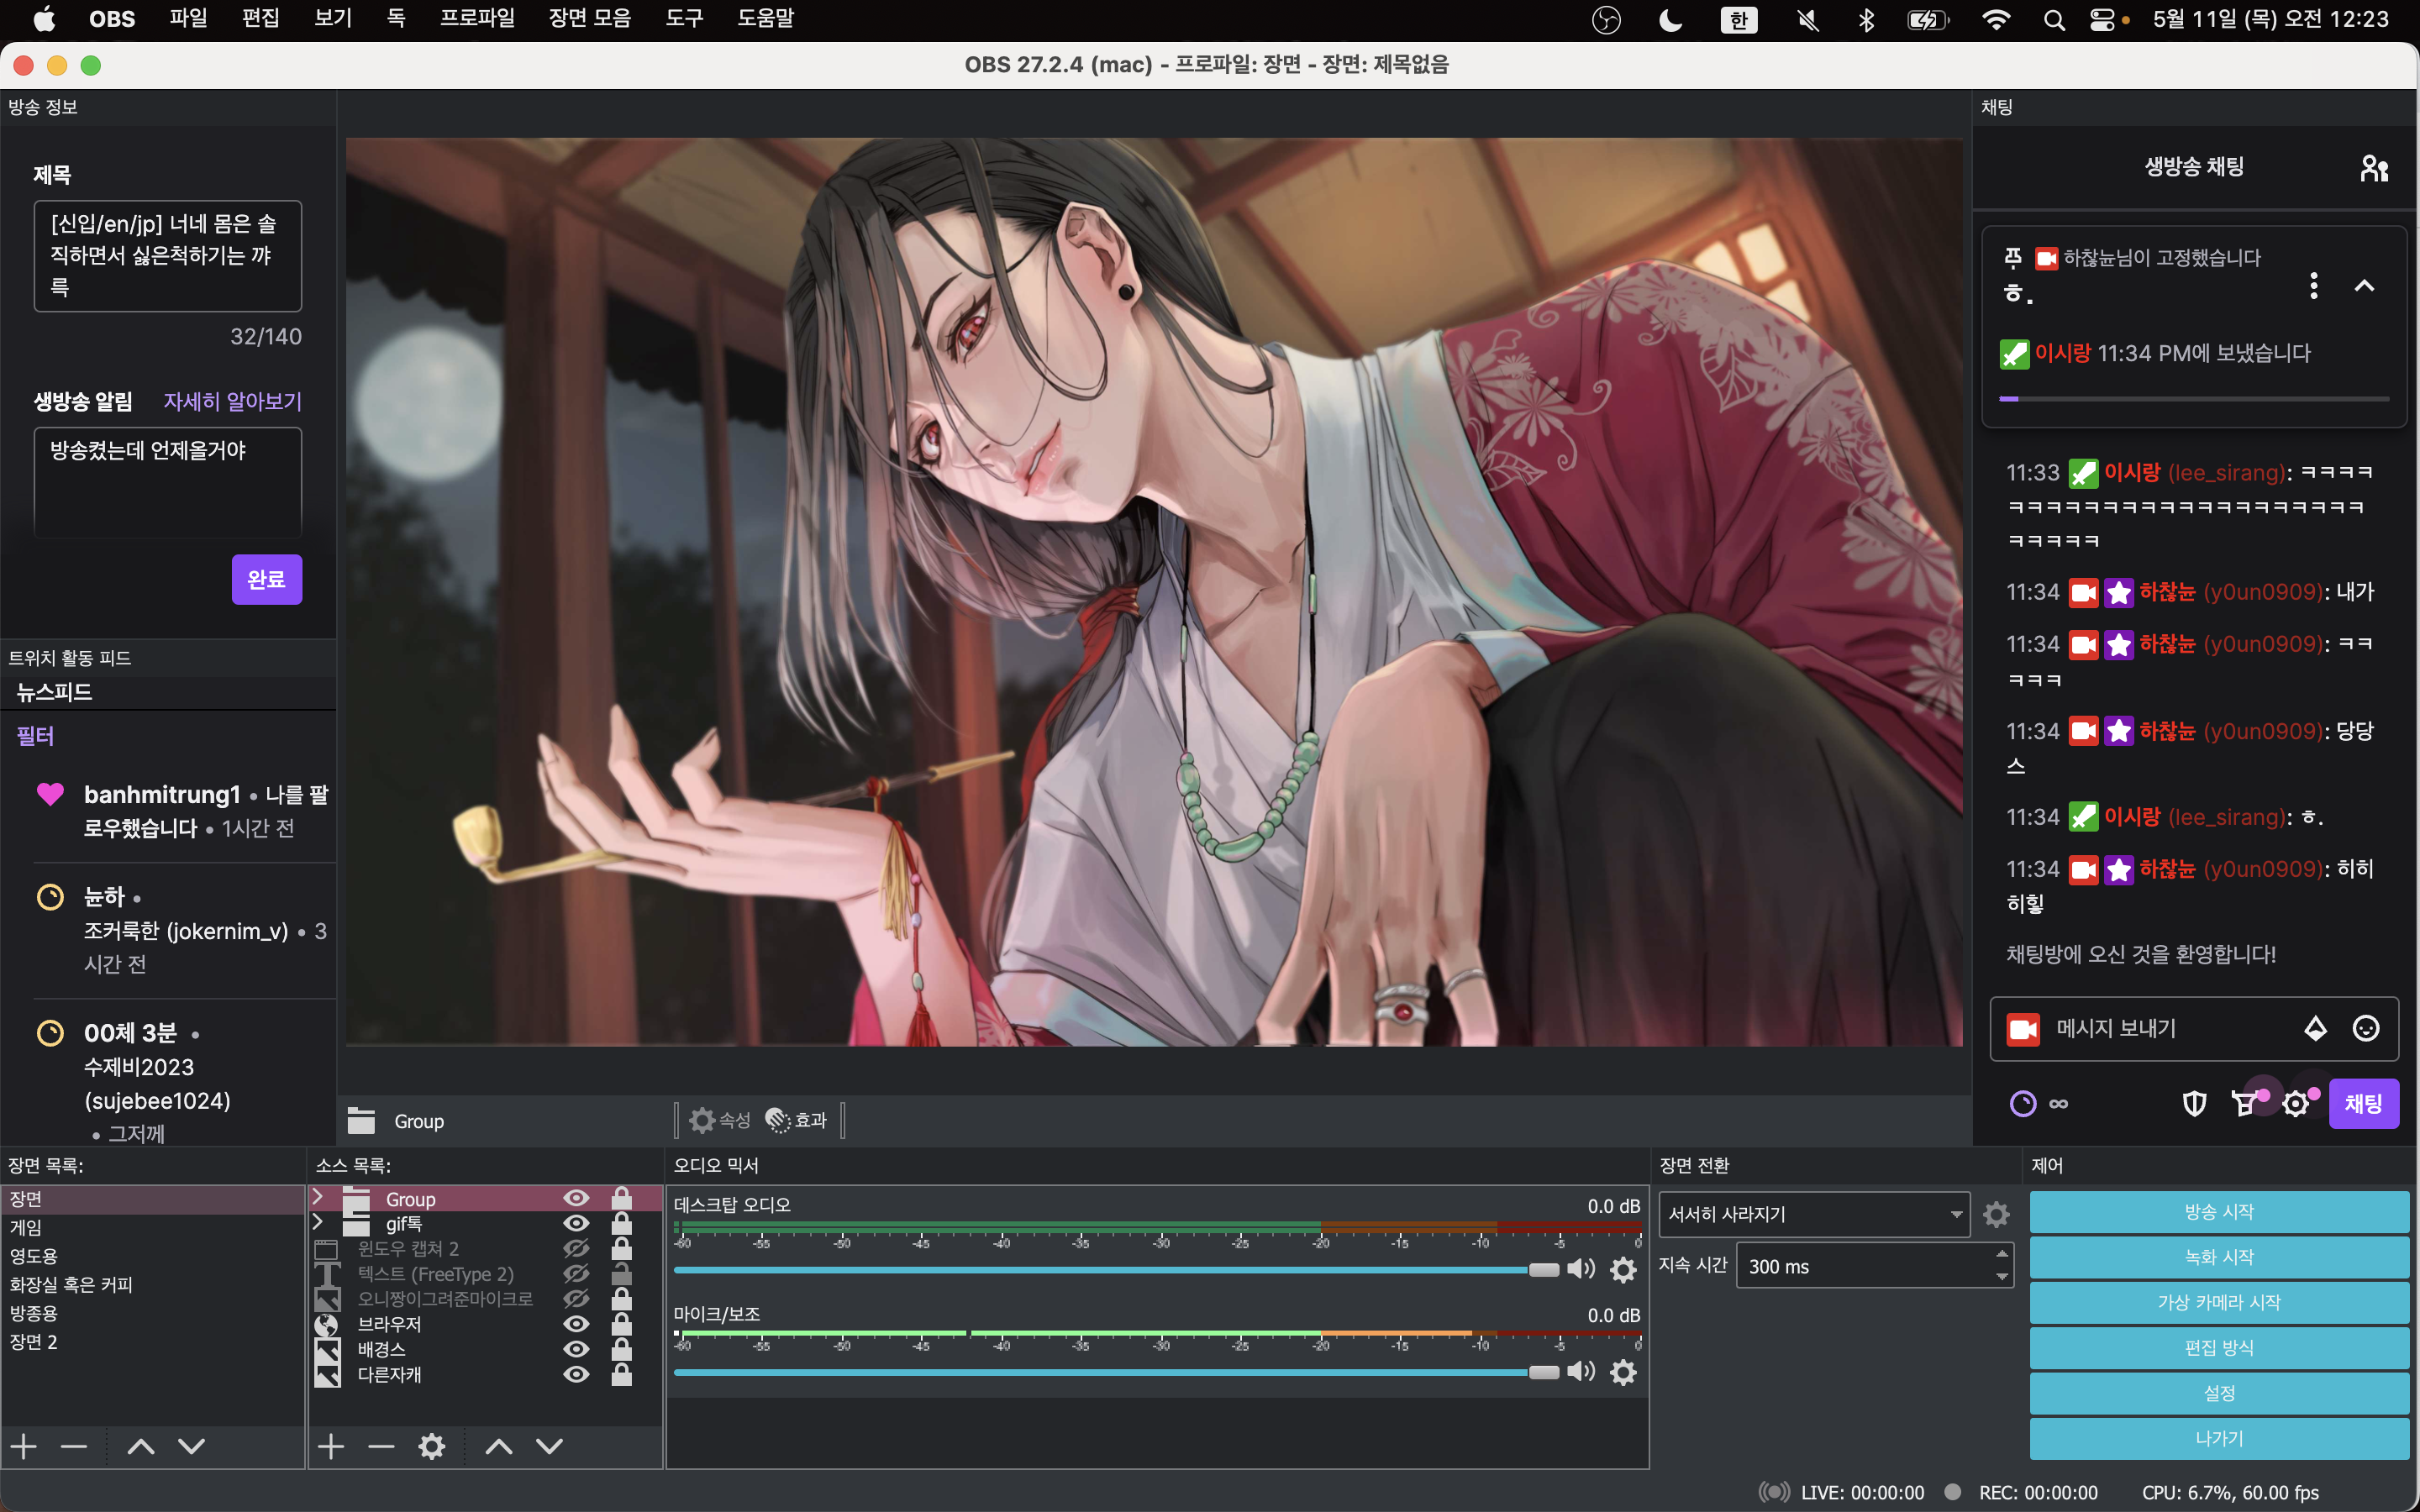 OBS 파일 편집 보기 독 프로파일 장면 모음 도구 도움말
한 5월 11일 (목) 오전 12:23
OBS 27.2.4 (mac) - 프로파일: 장면 - 장면: 제목없음
방송 정보
제목
[신입/en/jp] 너네 몸은 솔
직하면서 싫은척하기는 꺄
륵
32/140
생방송 알림 자세히 알아보기
방송켰는데 언제올거야
완료
트위치 활동 피드
뉴스피드
필터
banhmitrung1 • 나를 팔
로우했습니다 • 1시간 전
늍하 •
조커룩한 (jokernim_v) • 3
시간 전
00체 3분 •
수제비2023
(sujebee1024)
• 그저께
채팅
생방송 채팅
하찮늍님이 고정했습니다
ㅎ.
이시랑 11:34 PM에 보냈습니다
11:33 이시랑 (lee_sirang): ㅋㅋㅋㅋ
ㅋㅋㅋㅋㅋㅋㅋㅋㅋㅋㅋㅋㅋㅋㅋㅋㅋㅋㅋ
ㅋㅋㅋㅋㅋ
11:34 하찮늍 (y0un0909): 내가
11:34 하찮늍 (y0un0909): ㅋㅋ
ㅋㅋㅋ
11:34 하찮늍 (y0un0909): 당당
스
11:34 이시랑 (lee_sirang): ㅎ.
11:34 하찮늍 (y0un0909): 히히
히힣
채팅방에 오신 것을 환영합니다!
메시지 보내기
∞ 채팅
Group 속성 효과
장면 목록:
장면
게임
영도용
화장실 혹은 커피
방종용
장면 2
소스 목록:
Group
gif톡
윈도우 캡쳐 2
텍스트 (FreeType 2)
오니짱이그려준마이크로
브라우저
배경스
다른자캐
오디오 믹서
데스크탑 오디오 0.0 dB
-60 -55 -50 -45 -40 -35 -30 -25 -20 -15 -10 -5 0
마이크/보조 0.0 dB
-60 -55 -50 -45 -40 -35 -30 -25 -20 -15 -10 -5 0
장면 전환
서서히 사라지기
지속 시간 300 ms
제어
방송 시작
녹화 시작
가상 카메라 시작
편집 방식
설정
나가기
LIVE: 00:00:00 REC: 00:00:00 CPU: 6.7%, 60.00 fps